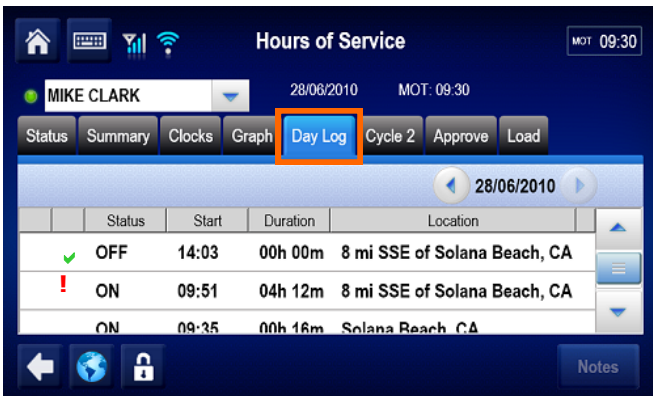 Hours of Service
MOT 09:30
MIKE CLARK
28/06/2010 MOT: 09:30
Status Summary Clocks Graph Day Log Cycle 2 Approve Load
28/06/2010
Status Start Duration Location
OFF 14:03 00h 00m 8 mi SSE of Solana Beach, CA
! ON 09:51 04h 12m 8 mi SSE of Solana Beach, CA
ON 09:35 00h 16m Solana Beach, CA
Notes